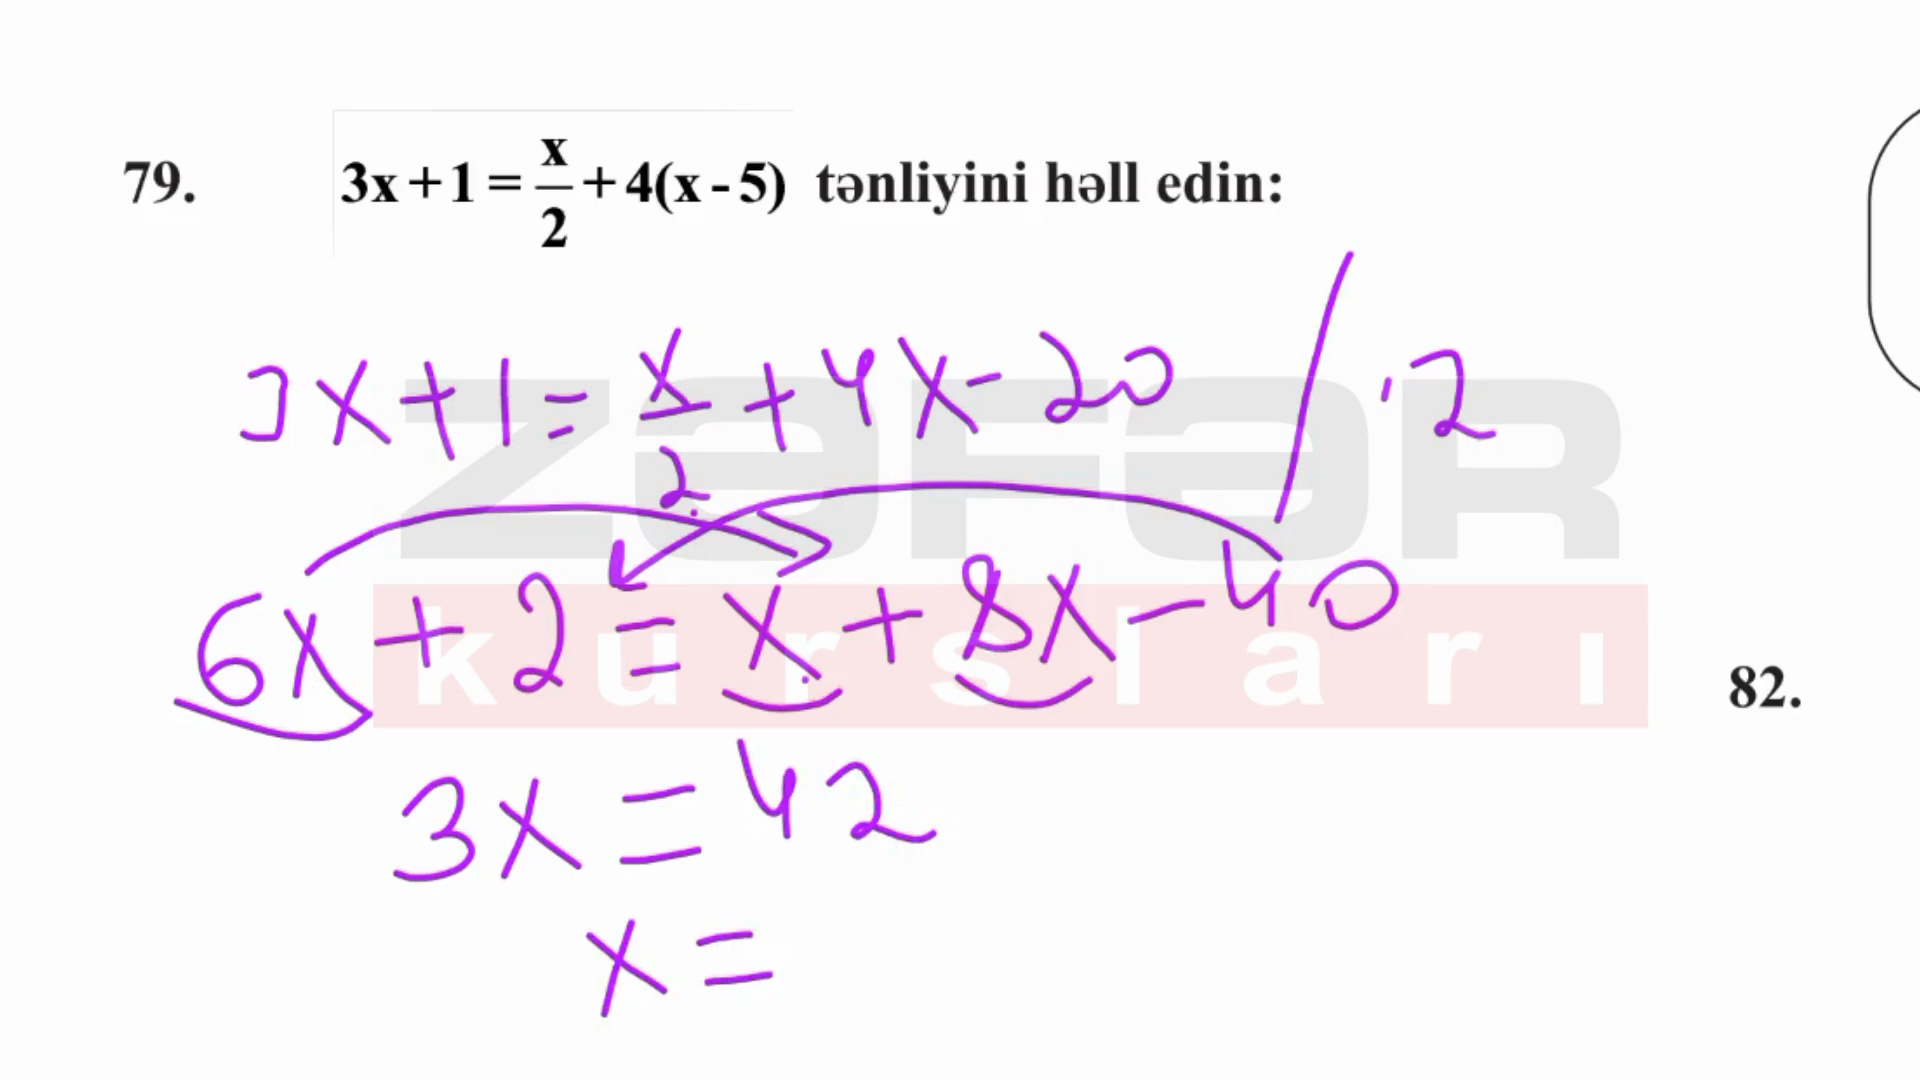 79. 3x+1=x/2+4(x-5) tənliyini həll edin:
3x+1=x/2+4x-20 / ·2
ZəFəR
6x+2=x+8x-40
kursları
82.
3x=42
x=